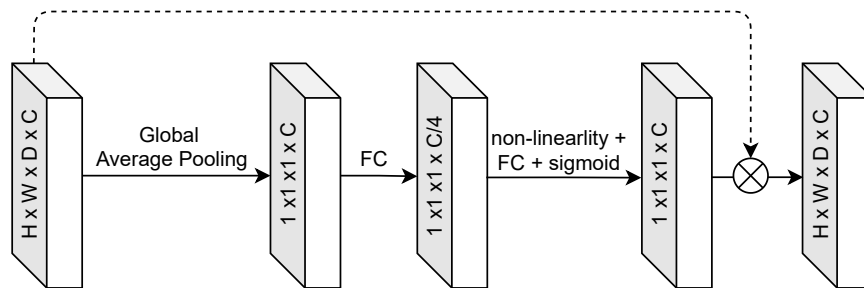 H x W x D x C
Global
Average Pooling
1 x1 x1 x C
FC
1 x1 x1 x C/4
non-linearlity +
FC + sigmoid
1 x1 x1 x C
H x W x D x C